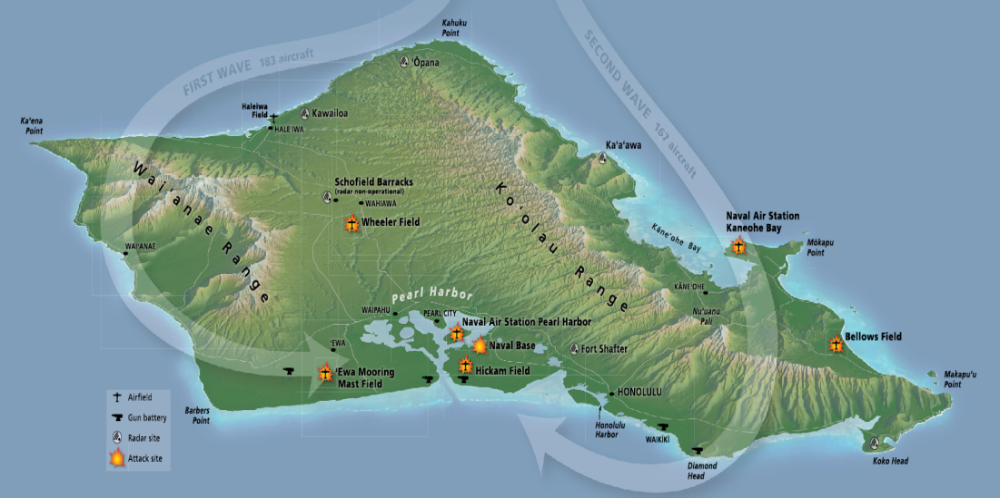 Kahuku
Point
FIRST WAVE 183 aircraft
SECOND WAVE 167 aircraft
ʻŌpana
Haleiwa
Field
Kawailoa
HALEʻIWA
Kaʻena
Point
Kaʻaʻawa
Waiʻanae Range
Schofield Barracks
(radar non-operational)
WAHIAWĀ
Wheeler Field
Koʻolau Range
Naval Air Station
Kaneohe Bay
Kāneʻohe Bay
Mōkapu
Point
WAIʻANAE
KĀNEʻOHE
Nuʻuanu
Pali
Pearl Harbor
WAIPAHU
PEARL CITY
Naval Air Station Pearl Harbor
Bellows Field
ʻEWA
Naval Base
Fort Shafter
ʻEwa Mooring
Mast Field
Hickam Field
Makapuʻu
Point
HONOLULU
Airfield
Gun battery
Radar site
Attack site
Barbers
Point
Honolulu
Harbor
WAIKĪKĪ
Diamond
Head
Koko Head